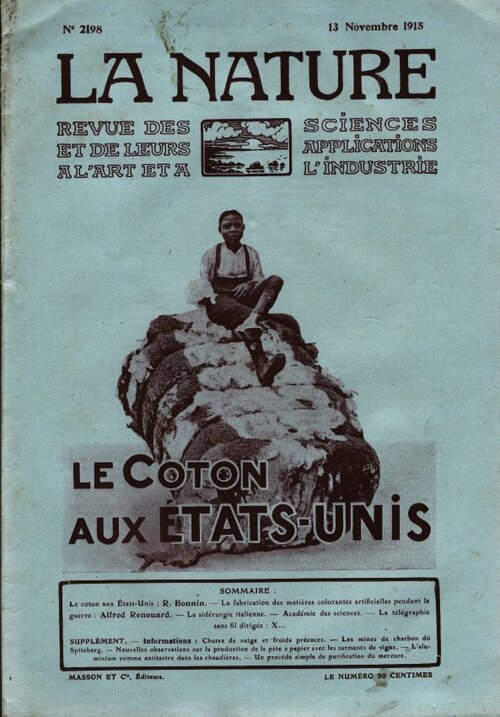 N° 2198
13 Novembre 1915
LA NATURE
REVUE DES SCIENCES
ET DE LEURS APPLICATIONS
A L'ART ET A L'INDUSTRIE
LE COTON
AUX ÉTATS-UNIS
SOMMAIRE :
Le coton aux États-Unis : R. Bonnin. — La fabrication des matières colorantes artificielles pendant la
guerre : Alfred Renouard. — La sidérurgie italienne. — Académie des sciences. — La télégraphie
sans fil dirigée : X...
SUPPLÉMENT. — Informations : Chutes de neige et froids précoces. — Les mines de charbon du
Spitzberg. — Nouvelles observations sur la production de la pâte à papier avec les sarments de vigne. — L'alu-
minium comme antitartre dans les chaudières. — Un procédé simple de purification du mercure.
MASSON ET Cie, Éditeurs.
LE NUMÉRO 50 CENTIMES